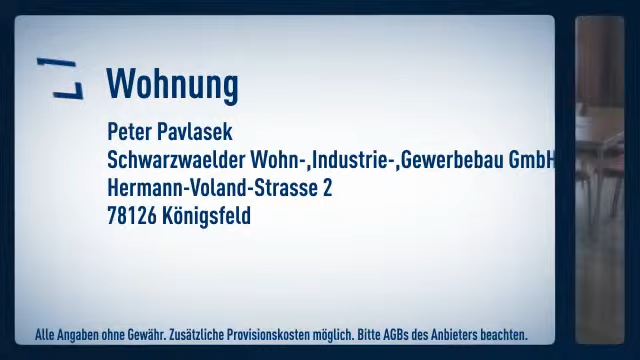 Wohnung
Peter Pavlasek
Schwarzwaelder Wohn-,Industrie-,Gewerbebau GmbH
Hermann-Voland-Strasse 2
78126 Königsfeld
Alle Angaben ohne Gewähr. Zusätzliche Provisionskosten möglich. Bitte AGBs des Anbieters beachten.